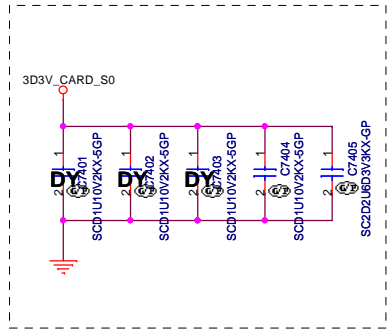 3D3V_CARD_S0
1
DY
2
C7401
SCD1U10V2KX-5GP
1
DY
2
C7402
SCD1U10V2KX-5GP
1
DY
2
C7403
SCD1U10V2KX-5GP
1
2
C7404
SCD1U10V2KX-5GP
1
2
C7405
SC2D2U6D3V3KX-GP